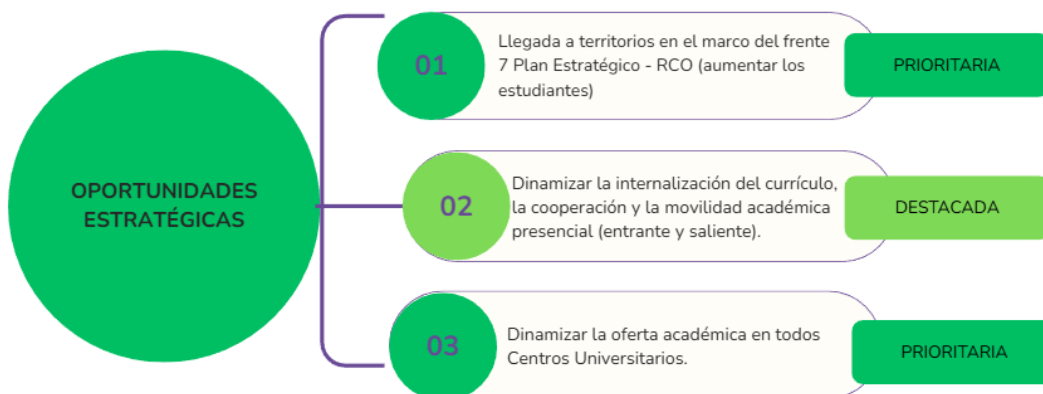 OPORTUNIDADES
ESTRATÉGICAS
01
Llegada a territorios en el marco del frente
7 Plan Estratégico - RCO (aumentar los
estudiantes)
PRIORITARIA
02
Dinamizar la internalización del currículo,
la cooperación y la movilidad académica
presencial (entrante y saliente).
DESTACADA
03
Dinamizar la oferta académica en todos
Centros Universitarios.
PRIORITARIA